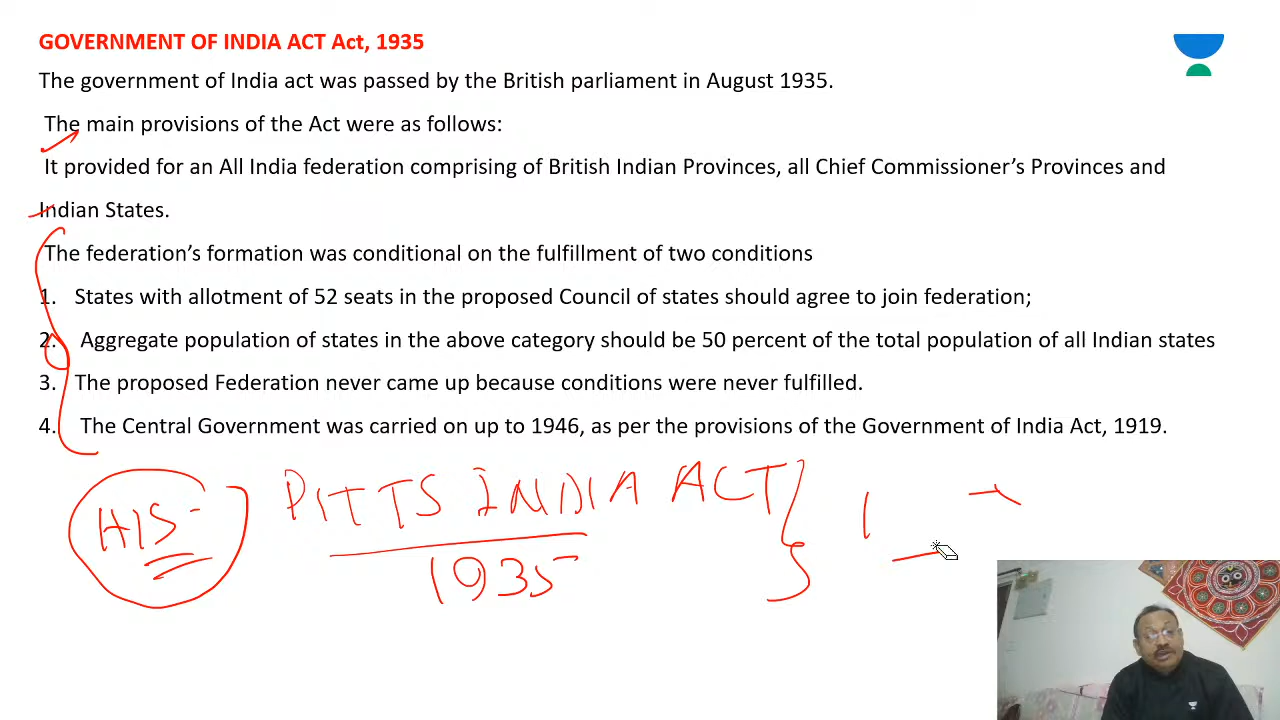 GOVERNMENT OF INDIA ACT Act, 1935
The government of India act was passed by the British parliament in August 1935.
The main provisions of the Act were as follows:
It provided for an All India federation comprising of British Indian Provinces, all Chief Commissioner’s Provinces and
Indian States.
The federation’s formation was conditional on the fulfillment of two conditions
1. States with allotment of 52 seats in the proposed Council of states should agree to join federation;
2. Aggregate population of states in the above category should be 50 percent of the total population of all Indian states
3. The proposed Federation never came up because conditions were never fulfilled.
4. The Central Government was carried on up to 1946, as per the provisions of the Government of India Act, 1919.
HIS- PITTS INDIA ACT
1935